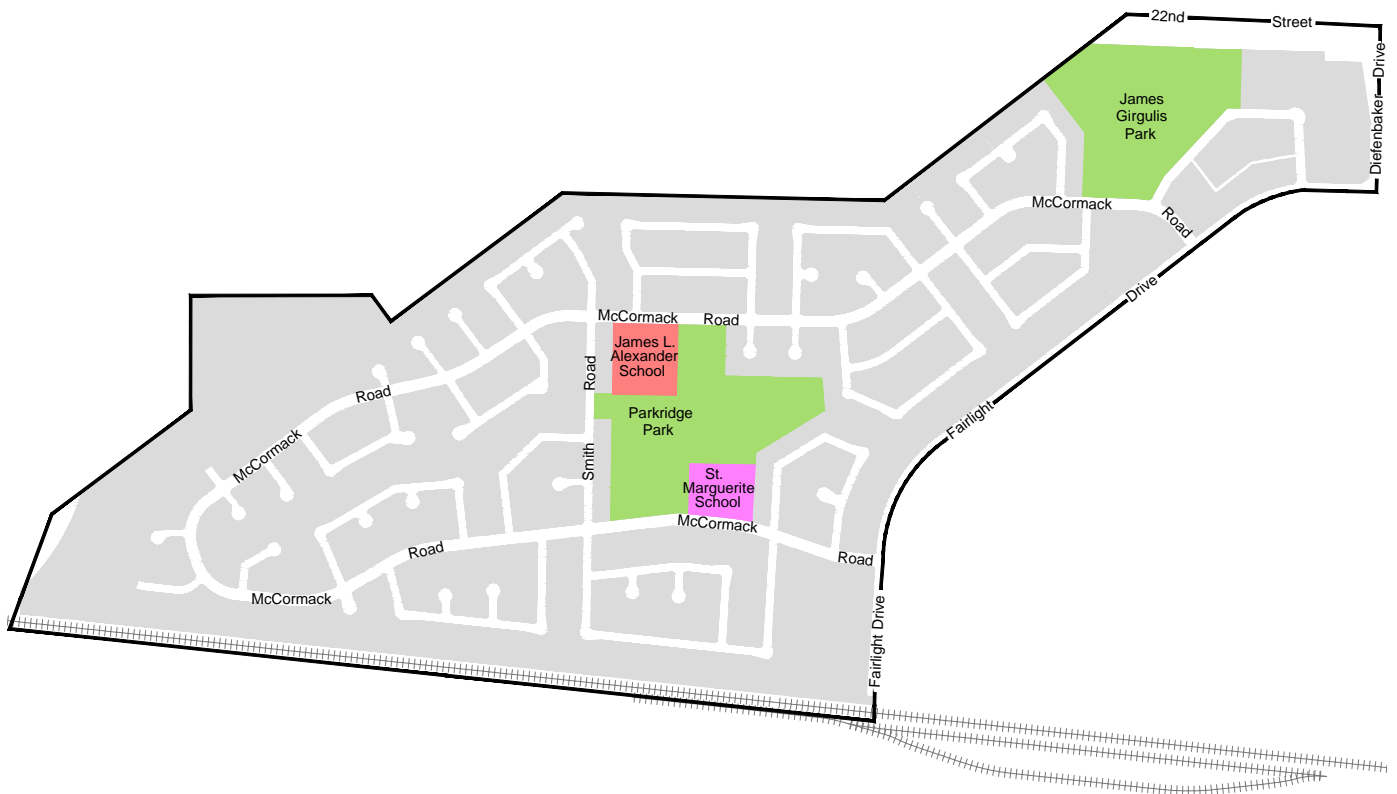 22nd Street
Diefenbaker Drive
James
Girgulis
Park
McCormack Road
Fairlight Drive
McCormack Road
James L.
Alexander
School
Smith Road
Parkridge
Park
McCormack Road
St.
Marguerite
School
McCormack Road
McCormack Road
Fairlight Drive